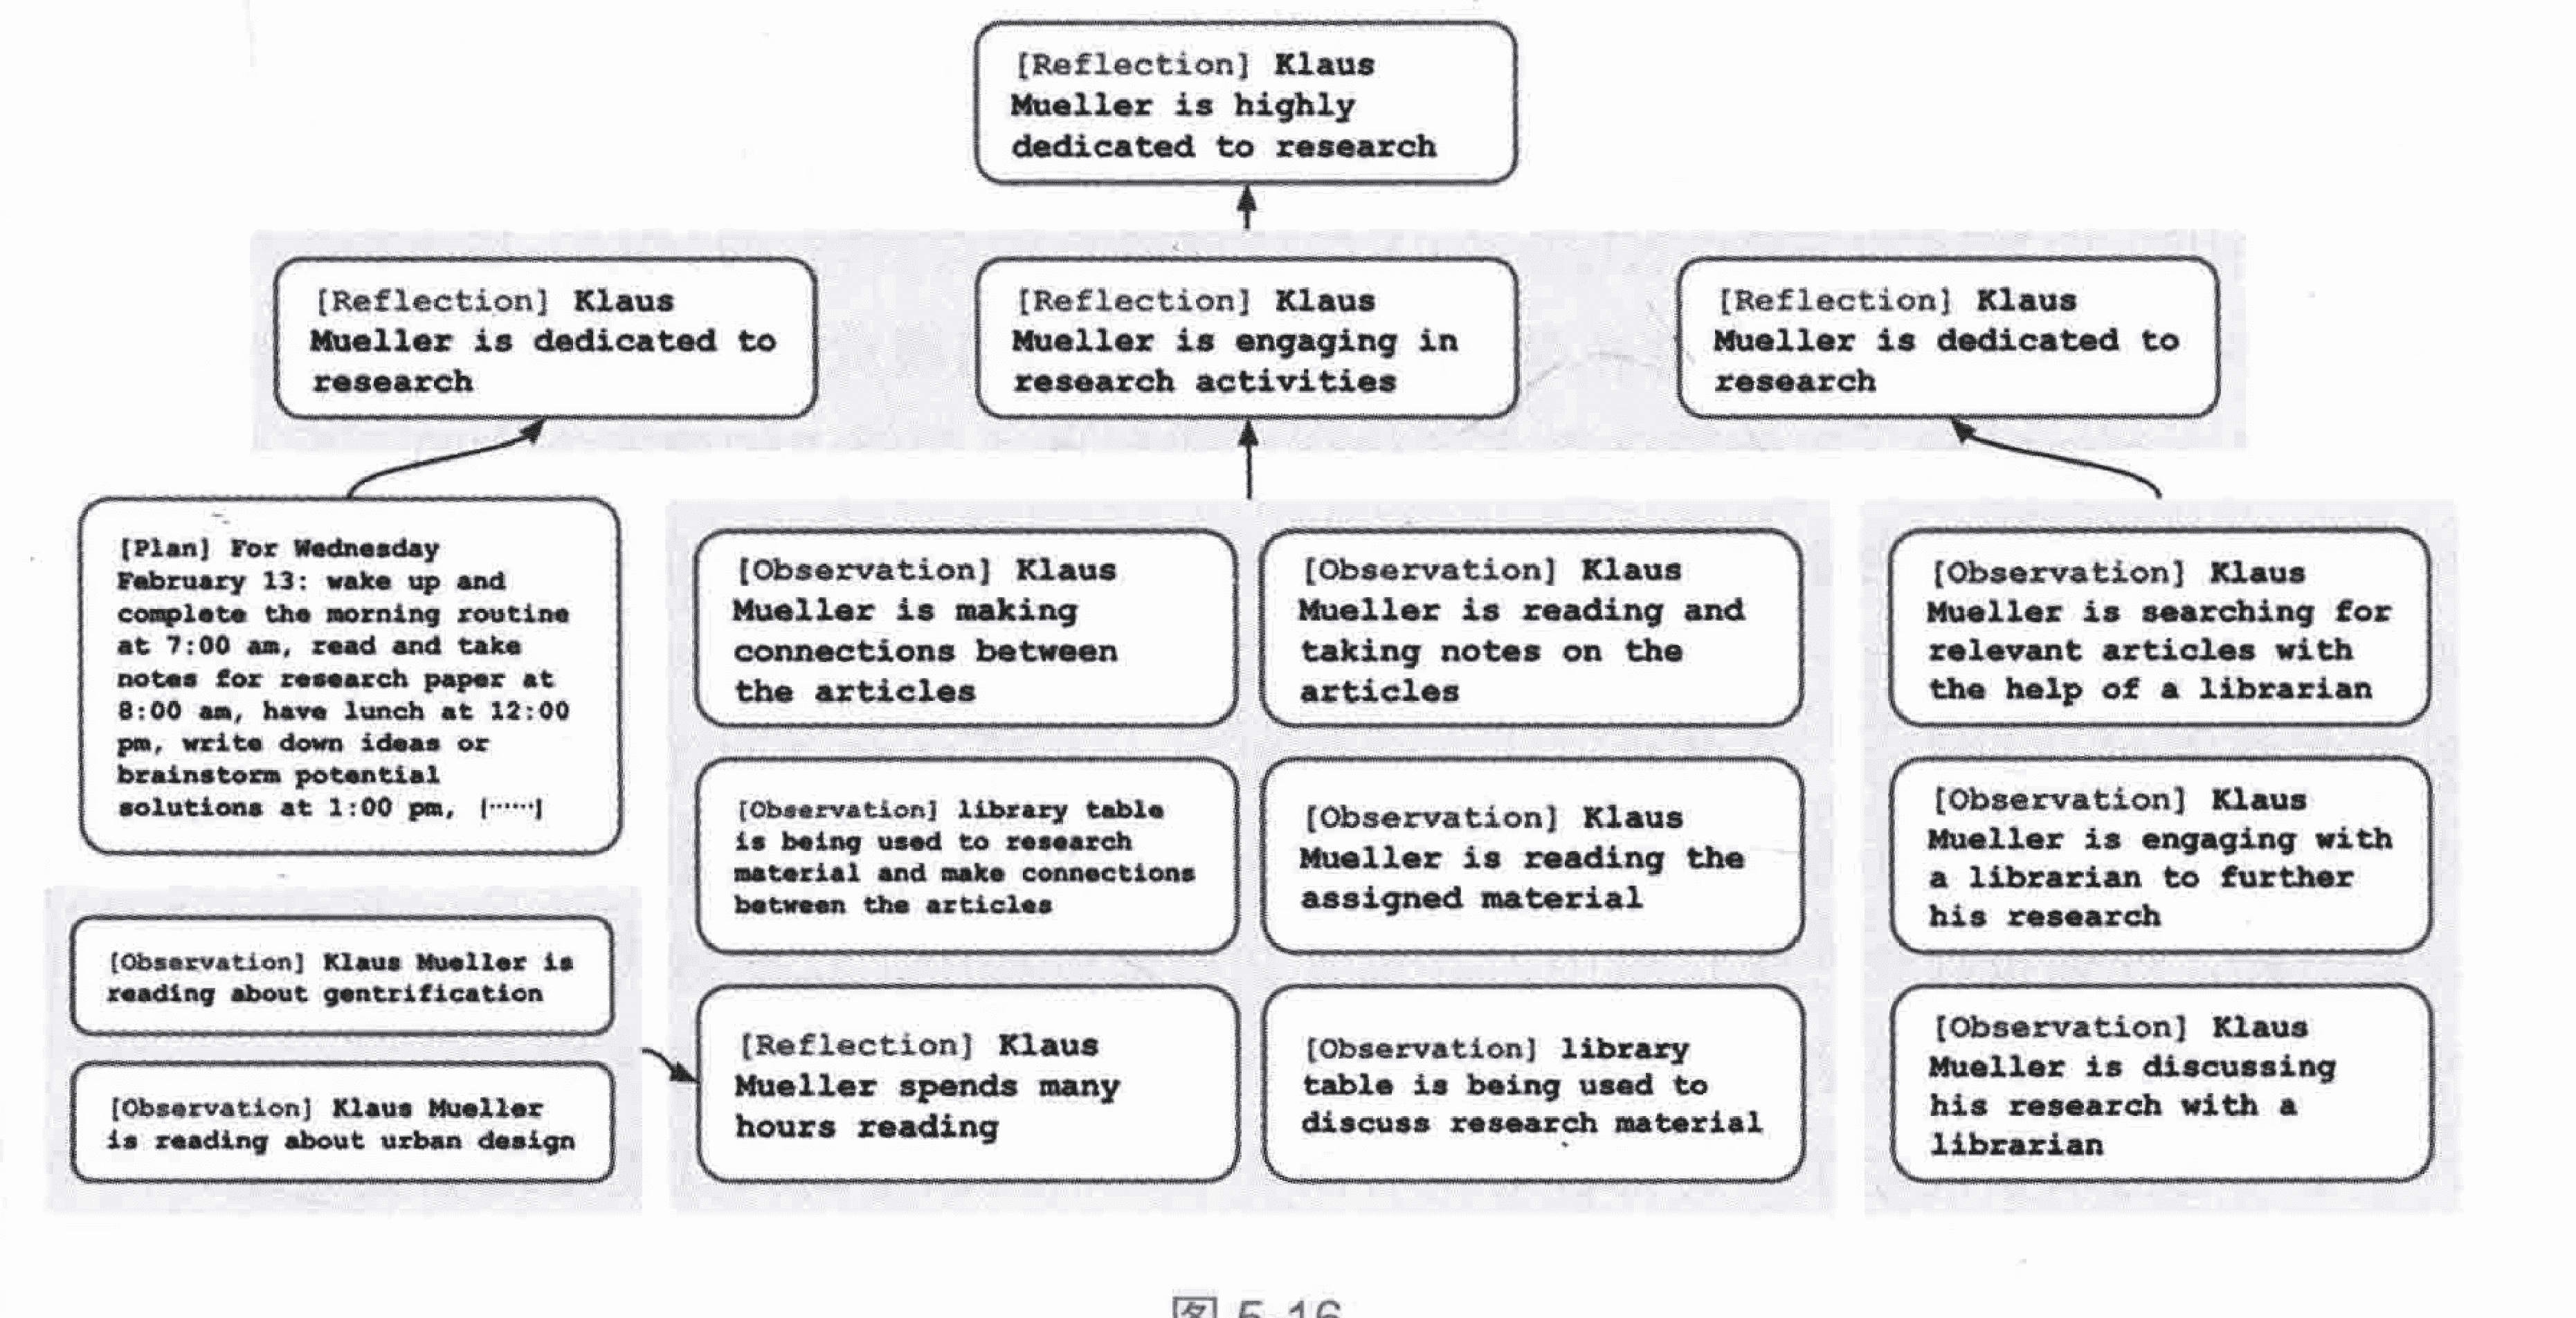 [Reflection] Klaus
Mueller is highly
dedicated to research
[Reflection] Klaus
Mueller is dedicated to
research
[Reflection] Klaus
Mueller is engaging in
research activities
[Reflection] Klaus
Mueller is dedicated to
research
[Plan] For Wednesday
February 13: wake up and
complete the morning routine
at 7:00 am, read and take
notes for research paper at
8:00 am, have lunch at 12:00
pm, write down ideas or
brainstorm potential
solutions at 1:00 pm, [……]
[Observation] Klaus Mueller is
reading about gentrification
[Observation] Klaus Mueller
is reading about urban design
[Observation] Klaus
Mueller is making
connections between
the articles
[Observation] Klaus
Mueller is reading and
taking notes on the
articles
[Observation] library table
is being used to research
material and make connections
between the articles
[Observation] Klaus
Mueller is reading the
assigned material
[Reflection] Klaus
Mueller spends many
hours reading
[Observation] library
table is being used to
discuss research material
[Observation] Klaus
Mueller is searching for
relevant articles with
the help of a librarian
[Observation] Klaus
Mueller is engaging with
a librarian to further
his research
[Observation] Klaus
Mueller is discussing
his research with a
librarian
图 5-16